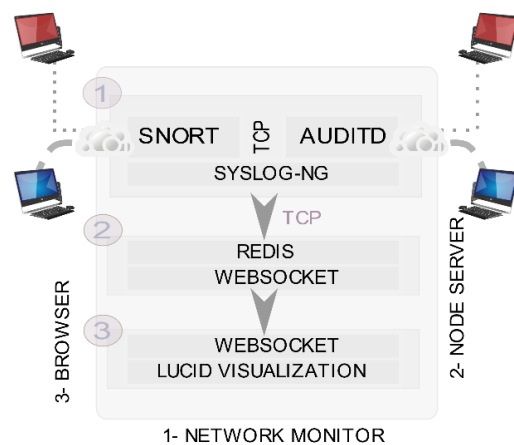 1
SNORT
TCP
AUDITD
SYSLOG-NG
TCP
2
REDIS
WEBSOCKET
3
WEBSOCKET
LUCID VISUALIZATION
3- BROWSER
2- NODE SERVER
1- NETWORK MONITOR